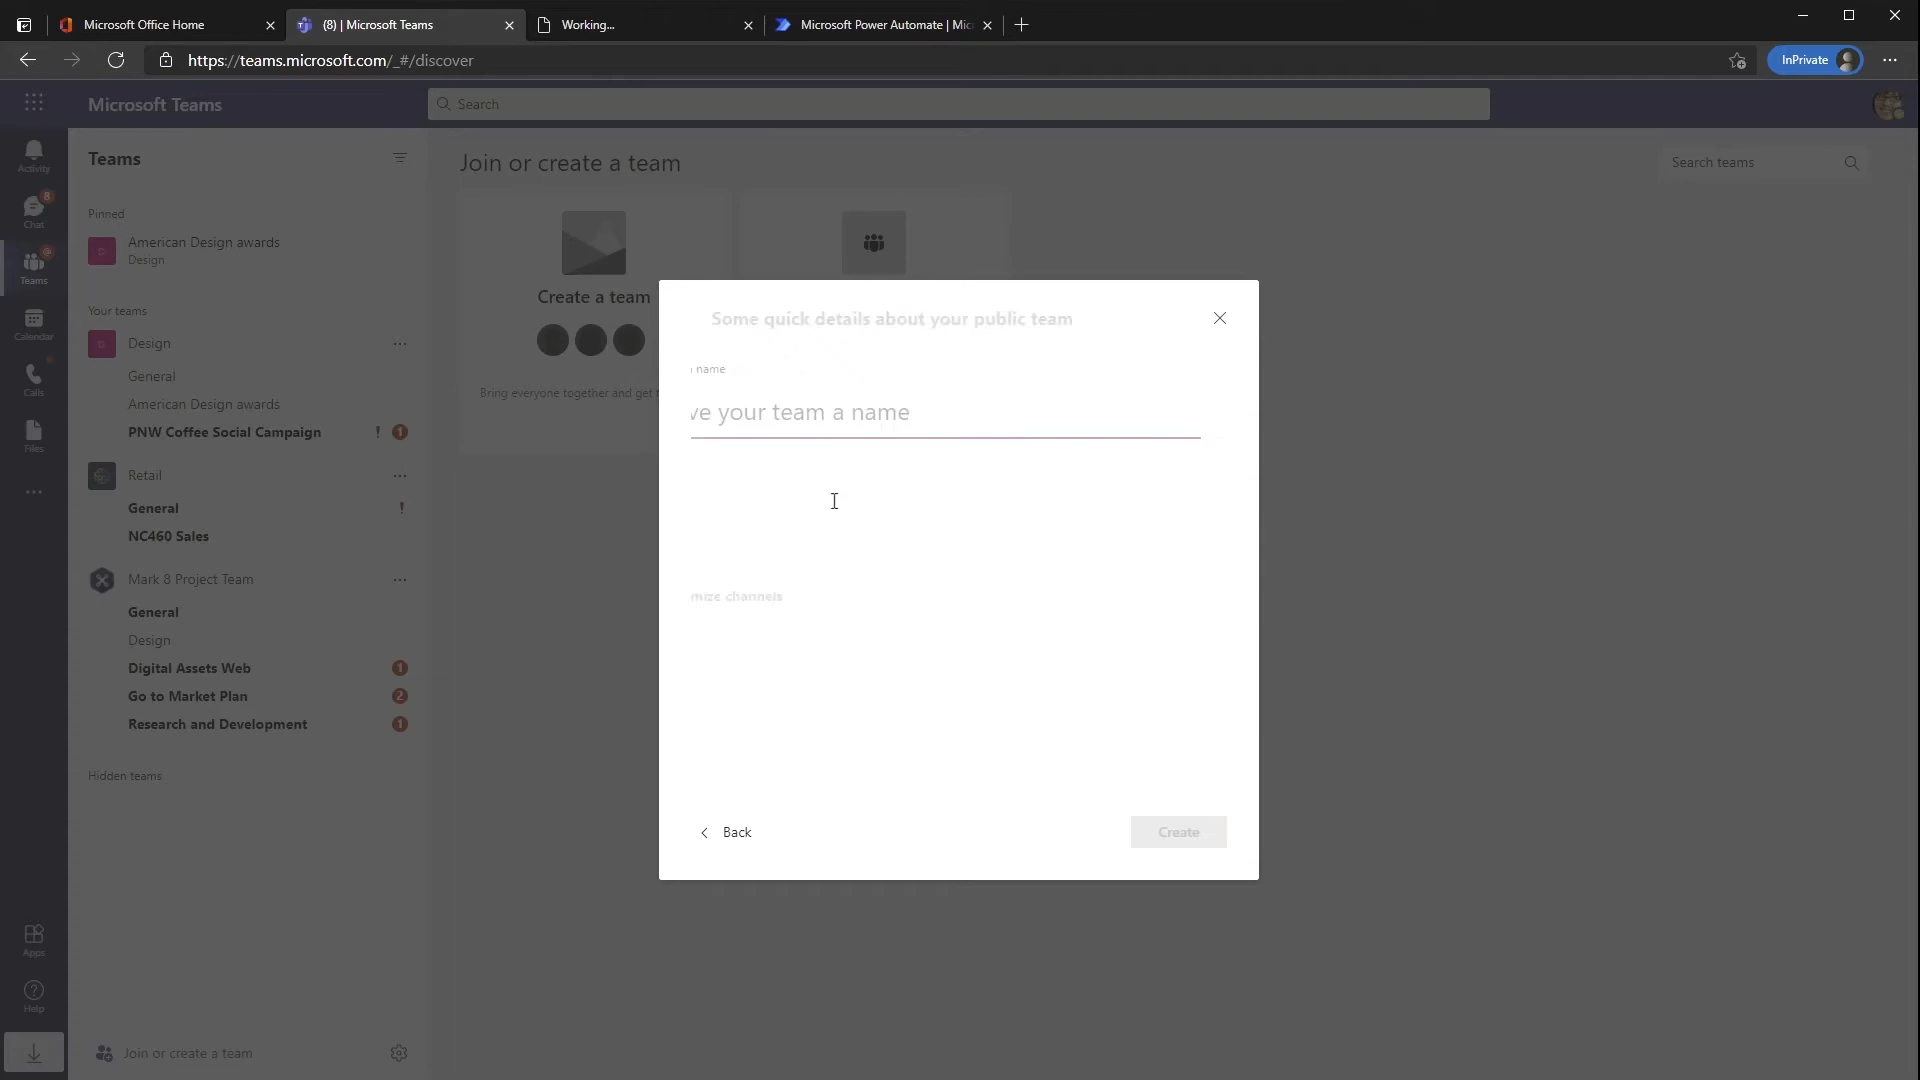 Microsoft Office Home
(8) | Microsoft Teams
Working...
Microsoft Power Automate | Mic
https://teams.microsoft.com/_#/discover
InPrivate
Microsoft Teams
Search
Activity
Chat
8
Teams
Calendar
Calls
Files
Apps
Help
Teams
Pinned
American Design awards
Design
Your teams
Design
General
American Design awards
PNW Coffee Social Campaign ! 1
Retail
General !
NC460 Sales
Mark 8 Project Team
General
Design
Digital Assets Web 1
Go to Market Plan 2
Research and Development 1
Hidden teams
Join or create a team
Join or create a team
Search teams
Create a team
Bring everyone together and get
Some quick details about your public team
name
ve your team a name
mize channels
Back
Create